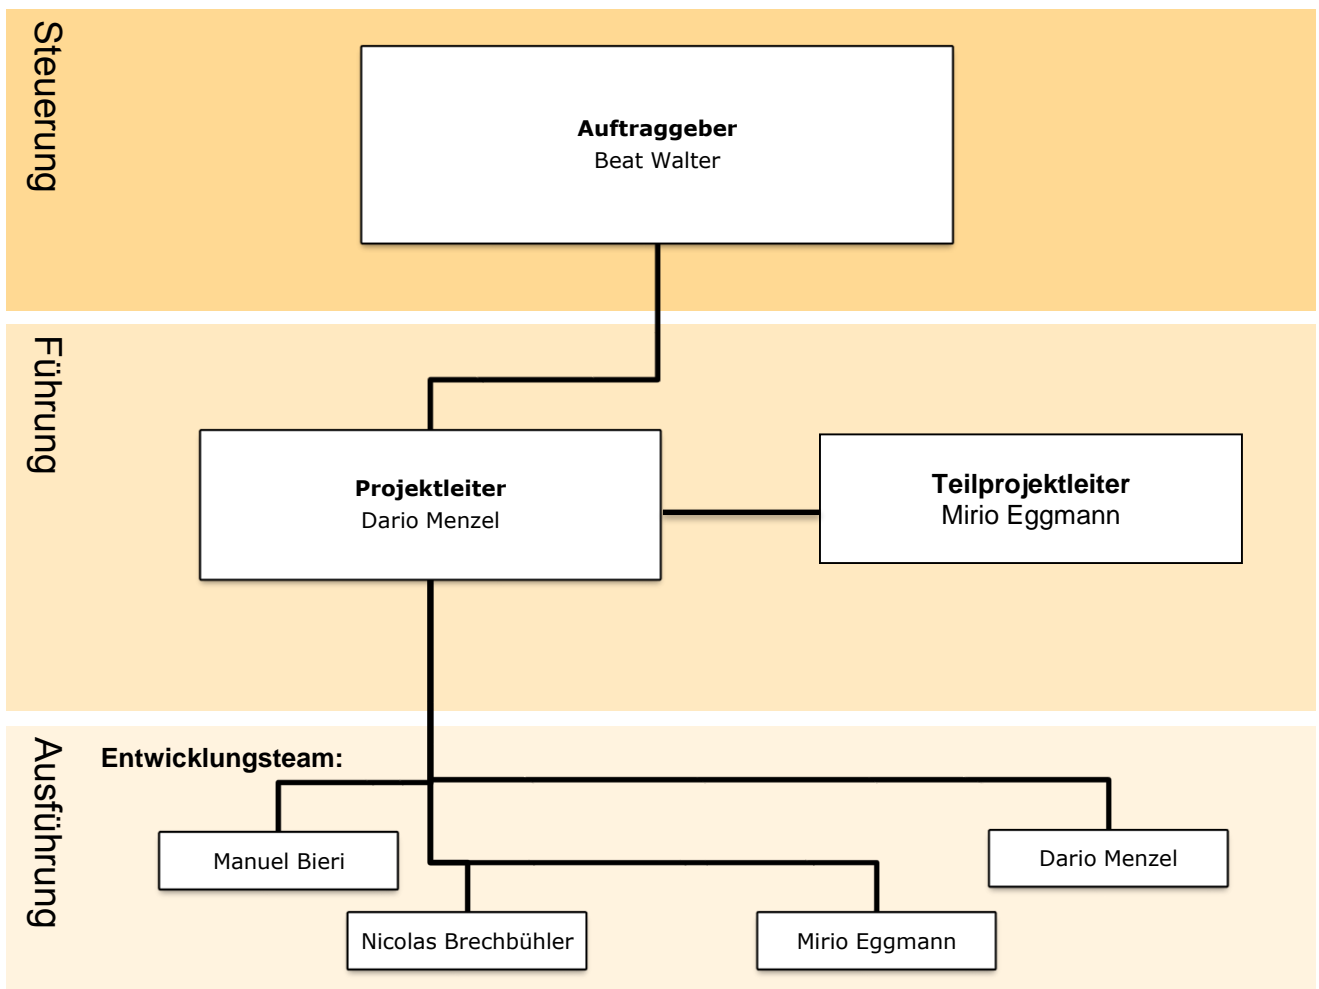 Steuerung
Auftraggeber
Beat Walter
Führung
Projektleiter
Dario Menzel
Teilprojektleiter
Mirio Eggmann
Ausführung
Entwicklungsteam:
Manuel Bieri
Dario Menzel
Nicolas Brechbühler
Mirio Eggmann